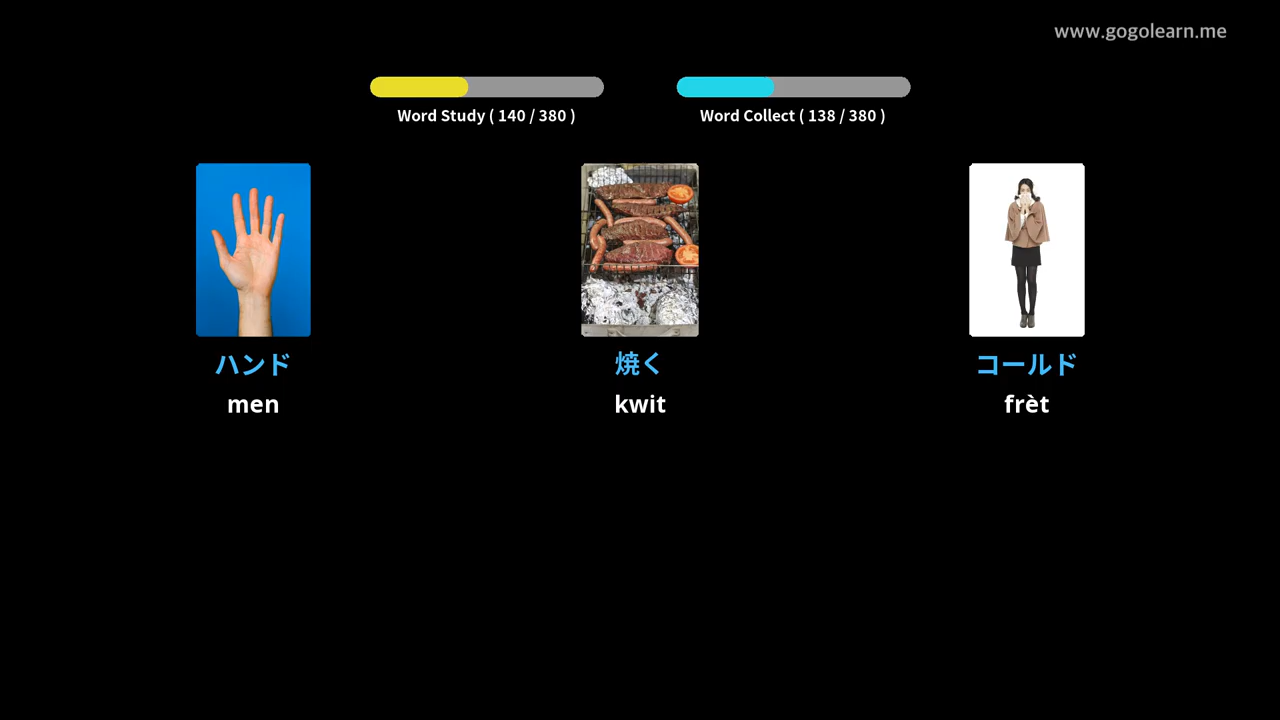 www.gogolearn.me
Word Study ( 140 / 380 )
Word Collect ( 138 / 380 )
ハンド
焼く
コールド
men
kwit
frèt